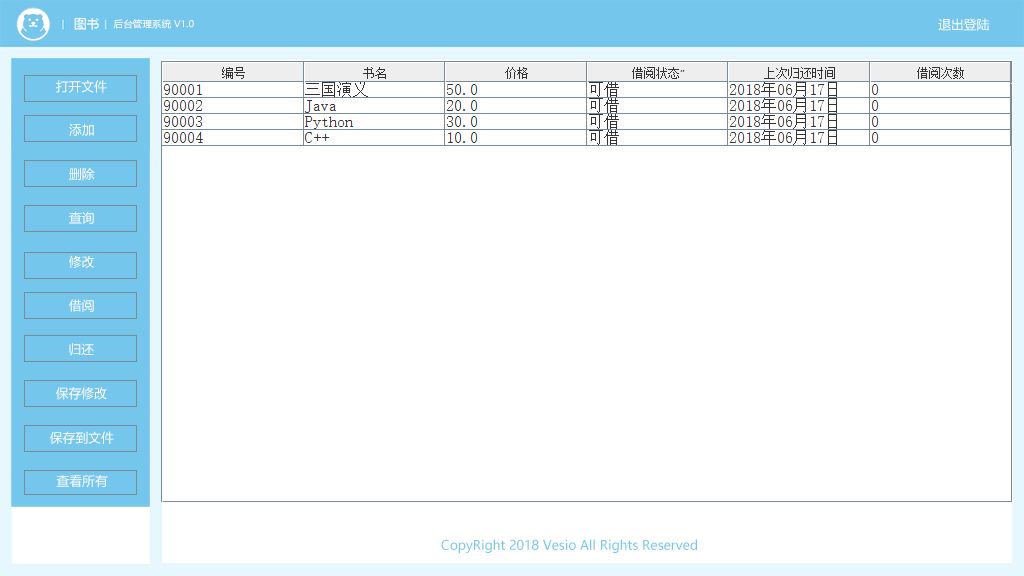 | 图书 | 后台管理系统 V1.0 退出登陆
打开文件
添加
删除
查询
修改
借阅
归还
保存修改
保存到文件
查看所有
编号 书名 价格 借阅状态" 上次归还时间 借阅次数
90001 三国演义 50.0 可借 2018年06月17日 0
90002 Java 20.0 可借 2018年06月17日 0
90003 Python 30.0 可借 2018年06月17日 0
90004 C++ 10.0 可借 2018年06月17日 0
CopyRight 2018 Vesio All Rights Reserved